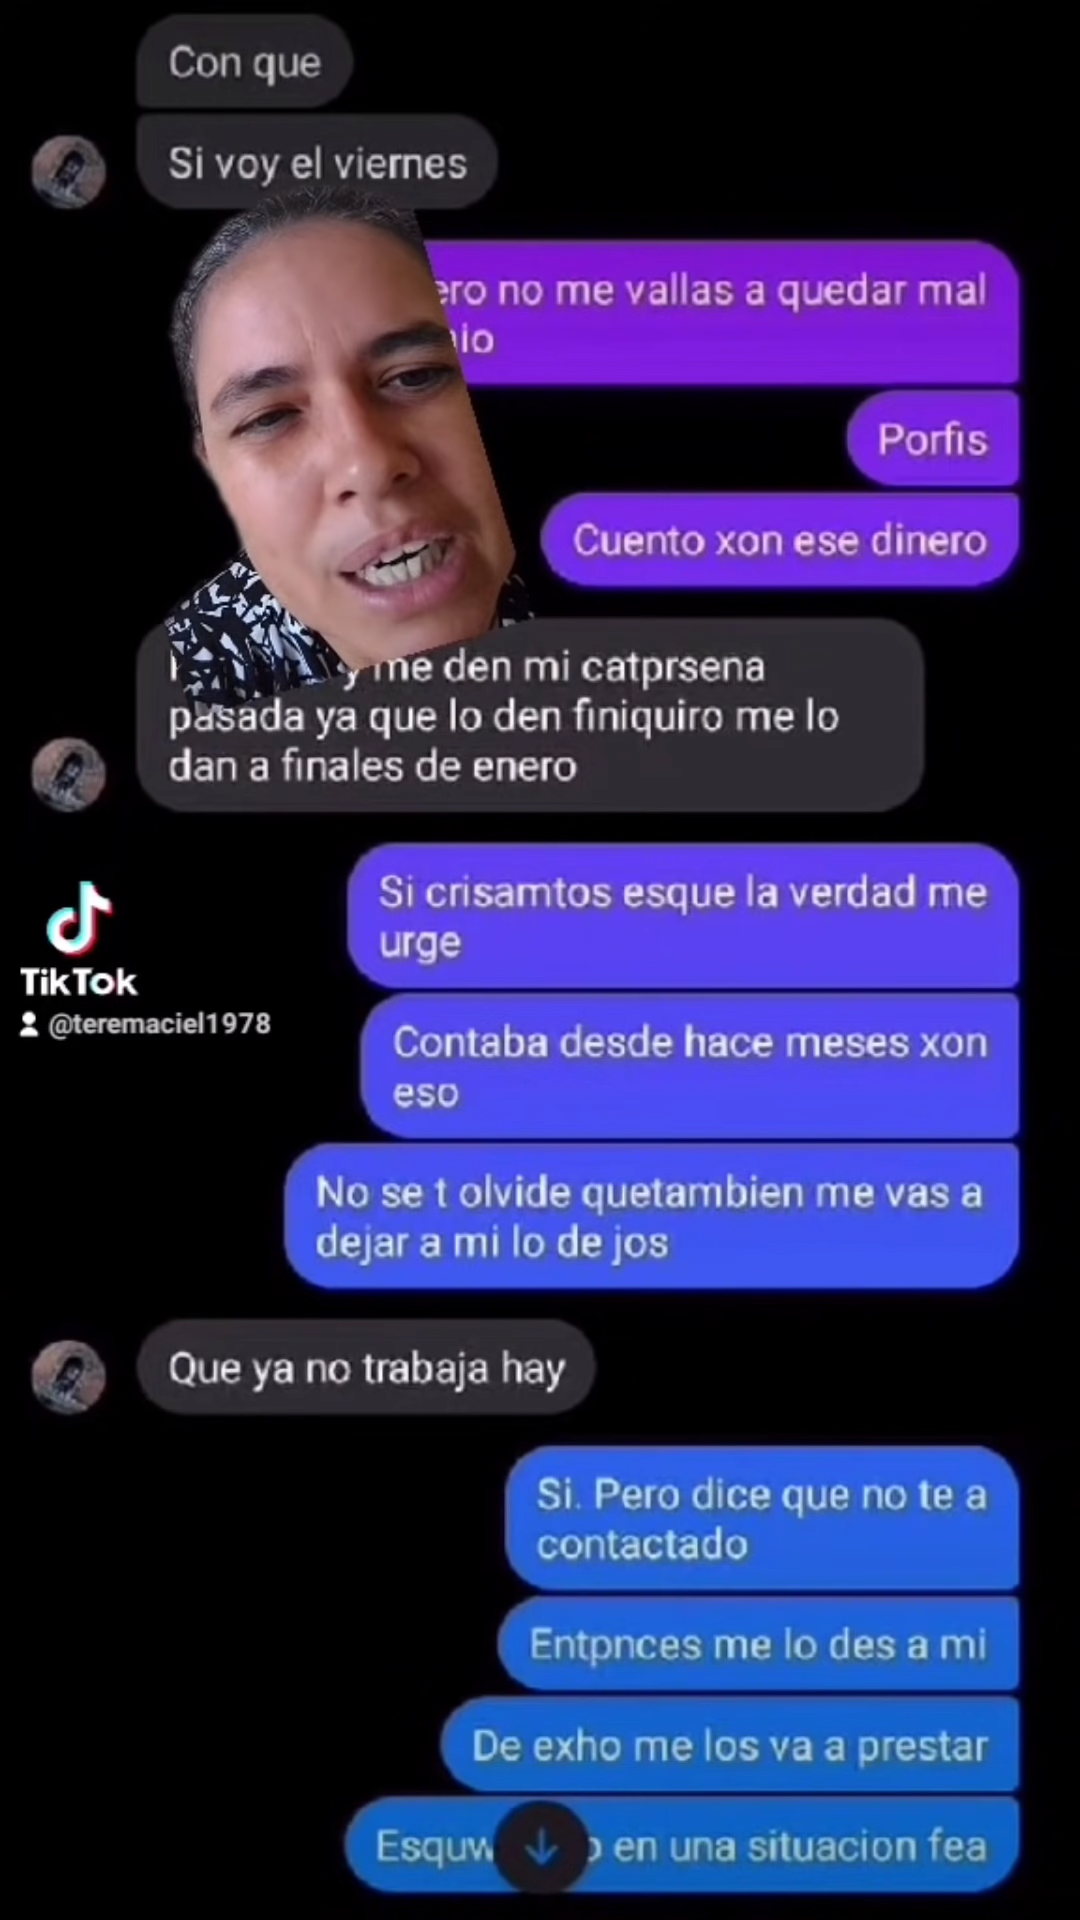 Con que
Si voy el viernes
no me vallas a quedar mal
Porfis
Cuento xon ese dinero
me den mi catprsena
pasada ya que lo den finiquiro me lo
dan a finales de enero
Si crisamtos esque la verdad me
urge
TikTok
@teremaciel1978
Contaba desde hace meses xon
eso
No se t olvide quetambien me vas a
dejar a mi lo de jos
Que ya no trabaja hay
Si. Pero dice que no te a
contactado
Entpnces me lo des a mi
De exho me los va a prestar
en una situacion fea